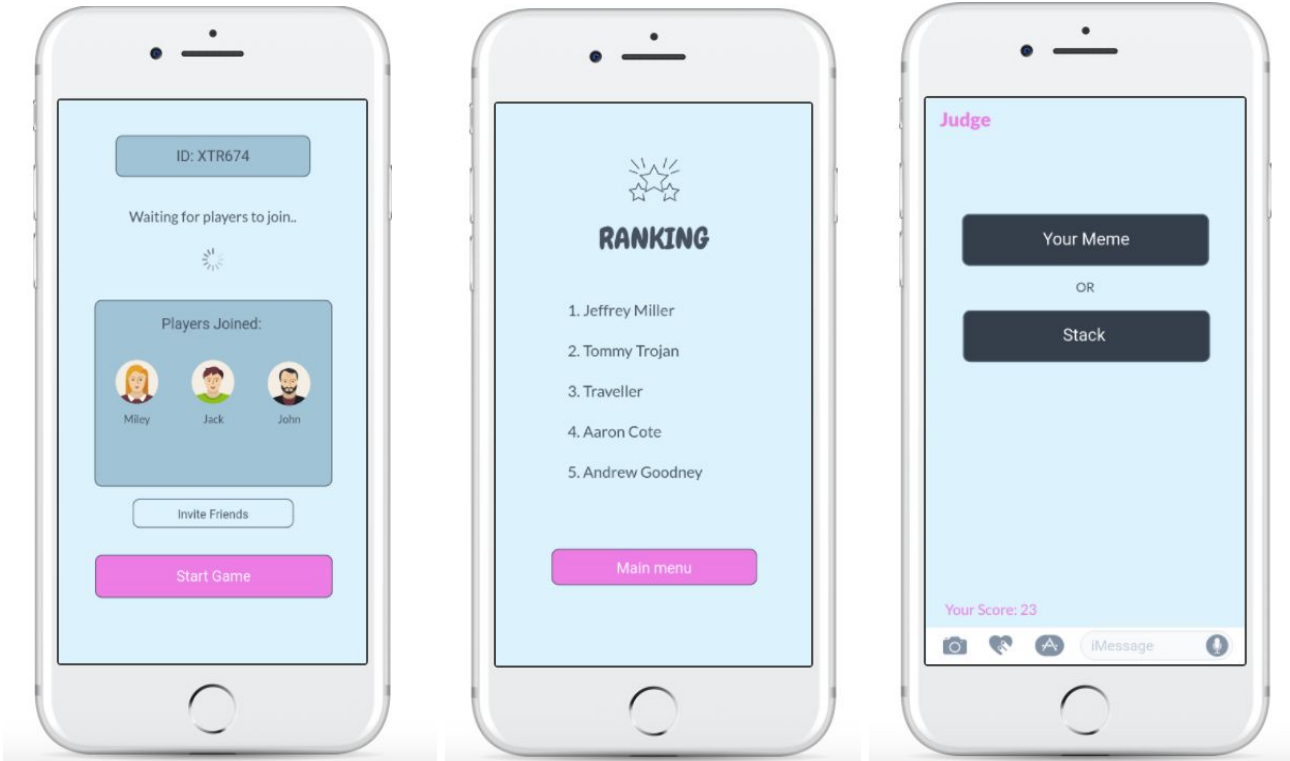 ID: XTR674
Waiting for players to join..
Players Joined:
Miley Jack John
Invite Friends
Start Game
RANKING
1. Jeffrey Miller
2. Tommy Trojan
3. Traveller
4. Aaron Cote
5. Andrew Goodney
Main menu
Judge
Your Meme
OR
Stack
Your Score: 23
iMessage